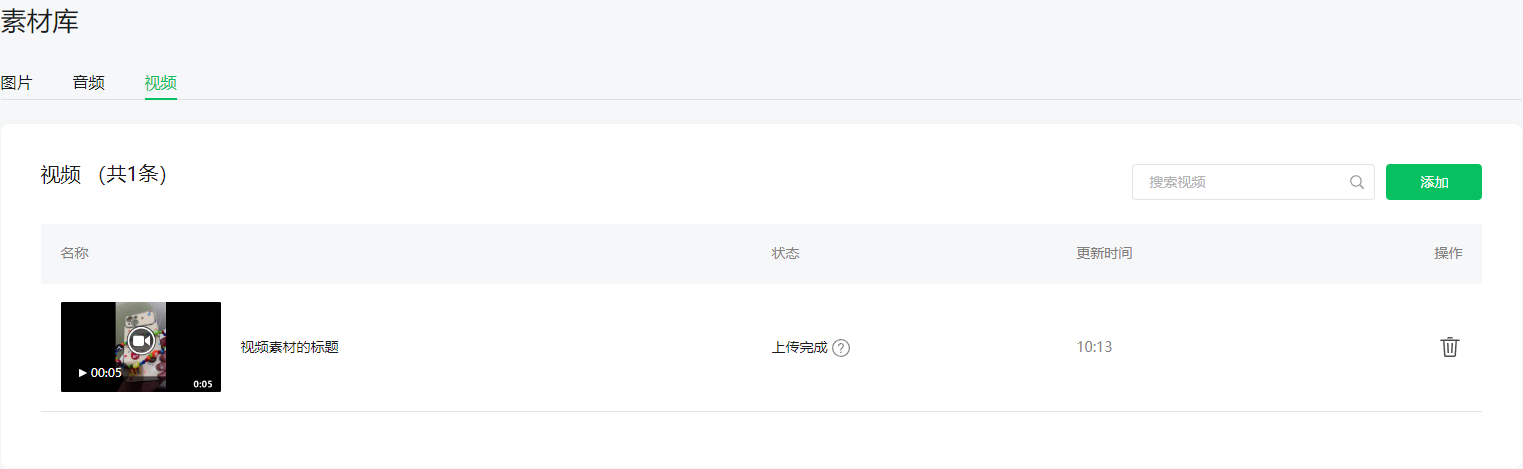 素材库
图片 音频 视频
视频 （共1条）
搜索视频 添加
名称 状态 更新时间 操作
视频素材的标题 上传完成 ? 10:13
00:05
0:05